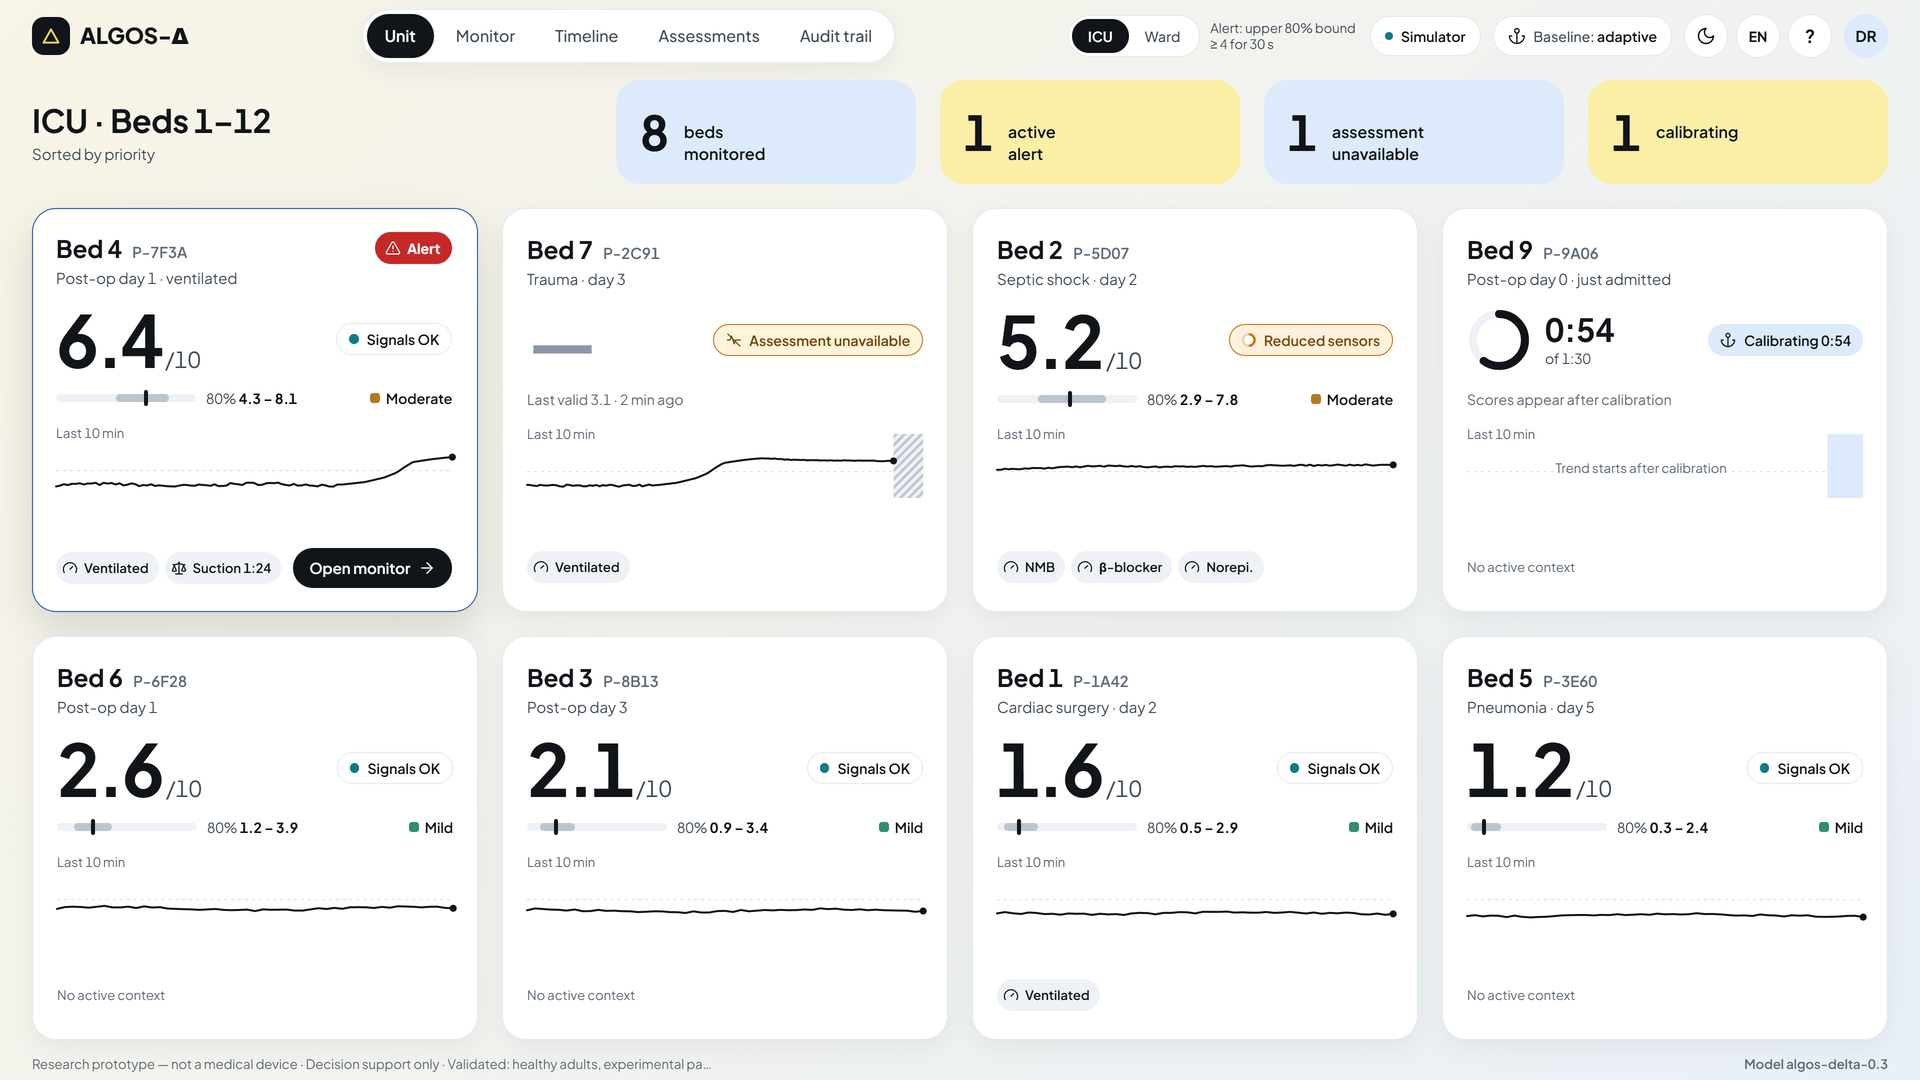 ALGOS-Δ
Unit
Monitor
Timeline
Assessments
Audit trail
ICU
Ward
Alert: upper 80% bound
≥ 4 for 30 s
Simulator
Baseline: adaptive
EN
?
DR
ICU · Beds 1–12
Sorted by priority
8 beds
monitored
1 active
alert
1 assessment
unavailable
1 calibrating
Bed 4 P-7F3A
Alert
Post-op day 1 · ventilated
6.4/10
Signals OK
80% 4.3 – 8.1
Moderate
Last 10 min
Ventilated
Suction 1:24
Open monitor
Bed 7 P-2C91
Trauma · day 3
Assessment unavailable
Last valid 3.1 · 2 min ago
Last 10 min
Ventilated
Bed 2 P-5D07
Septic shock · day 2
5.2/10
Reduced sensors
80% 2.9 – 7.8
Moderate
Last 10 min
NMB
β-blocker
Norepi.
Bed 9 P-9A06
Post-op day 0 · just admitted
0:54
of 1:30
Calibrating 0:54
Scores appear after calibration
Last 10 min
Trend starts after calibration
No active context
Bed 6 P-6F28
Post-op day 1
2.6/10
Signals OK
80% 1.2 – 3.9
Mild
Last 10 min
No active context
Bed 3 P-8B13
Post-op day 3
2.1/10
Signals OK
80% 0.9 – 3.4
Mild
Last 10 min
No active context
Bed 1 P-1A42
Cardiac surgery · day 2
1.6/10
Signals OK
80% 0.5 – 2.9
Mild
Last 10 min
Ventilated
Bed 5 P-3E60
Pneumonia · day 5
1.2/10
Signals OK
80% 0.3 – 2.4
Mild
Last 10 min
No active context
Research prototype — not a medical device · Decision support only · Validated: healthy adults, experimental pa…
Model algos-delta-0.3